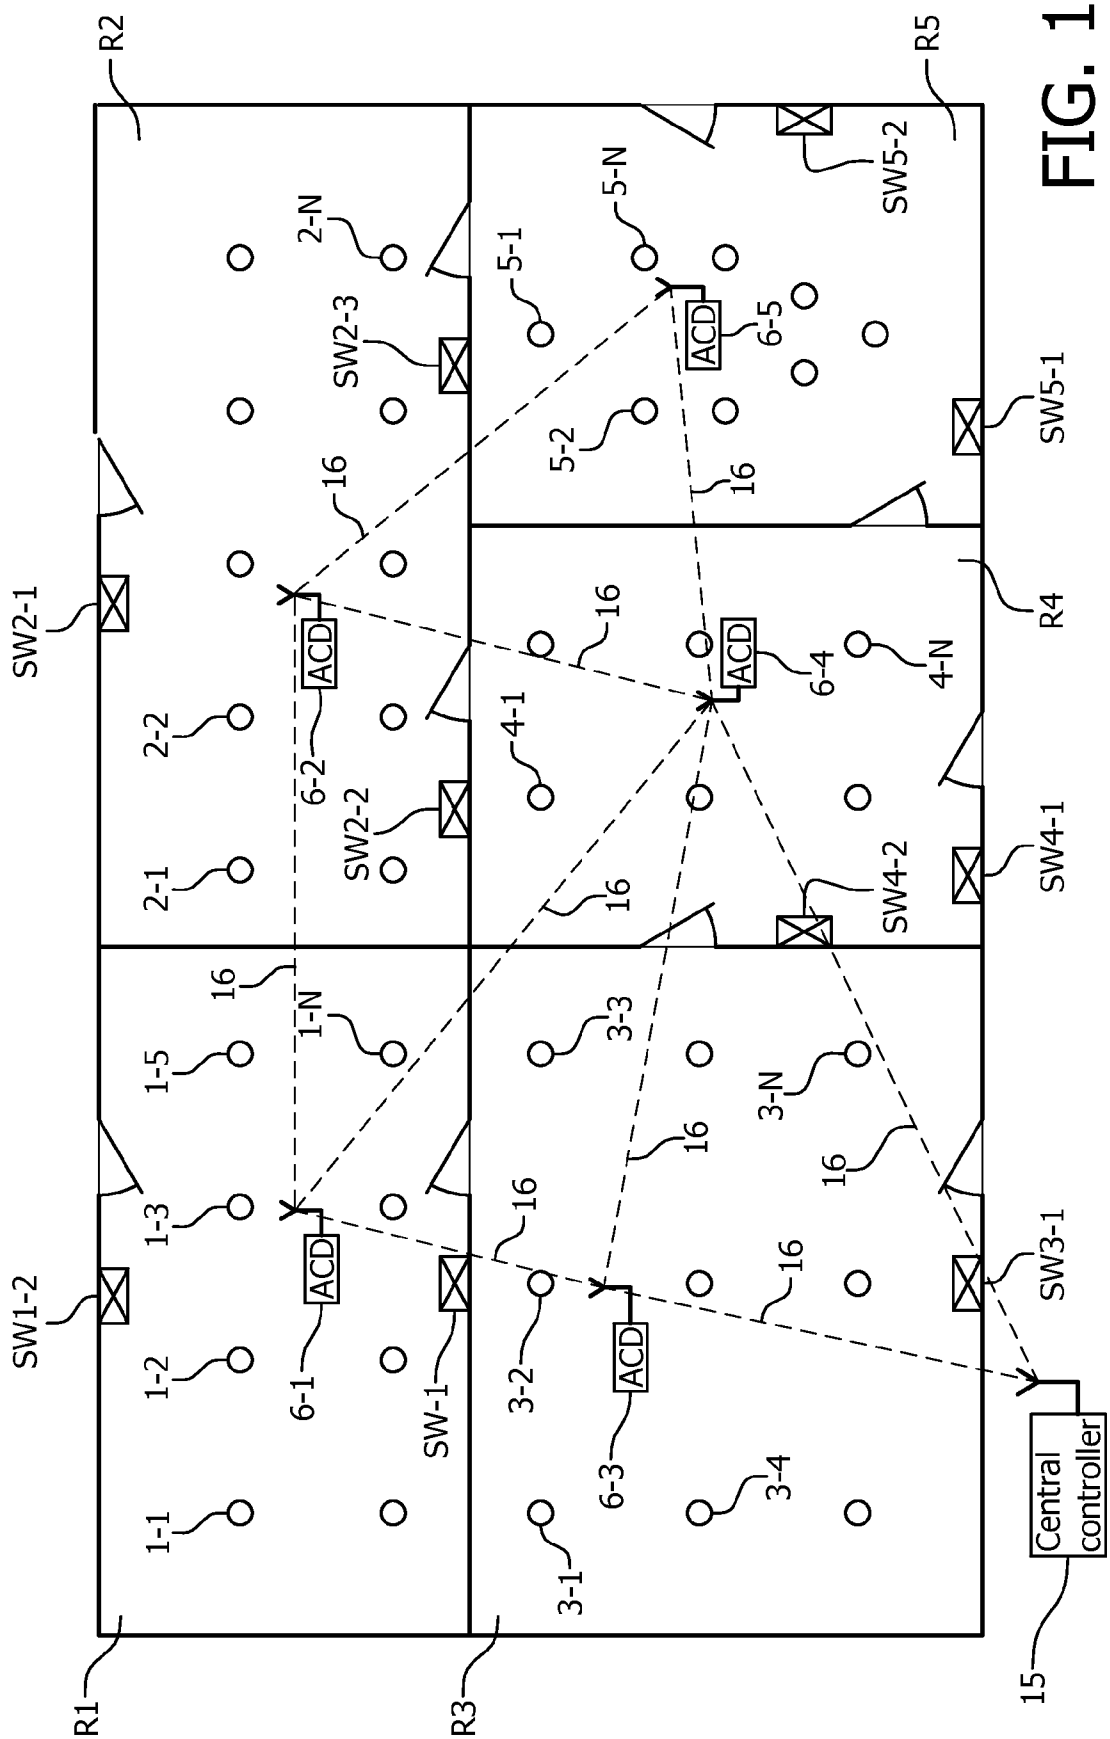 SW1-2
SW2-1
R1
R2
1-1
1-2
1-3
1-5
16
2-1
2-2
16
2-N
ACD
6-1
1-N
ACD
6-2
SW-1
SW2-2
SW2-3
R3
3-1
3-2
16
3-3
16
4-1
16
5-1
5-N
6-3
ACD
16
5-2
16
ACD
6-5
3-4
16
3-N
ACD
6-4
16
SW4-2
4-N
SW5-2
R5
15
Central
controller
SW3-1
SW4-1
R4
SW5-1
FIG. 1